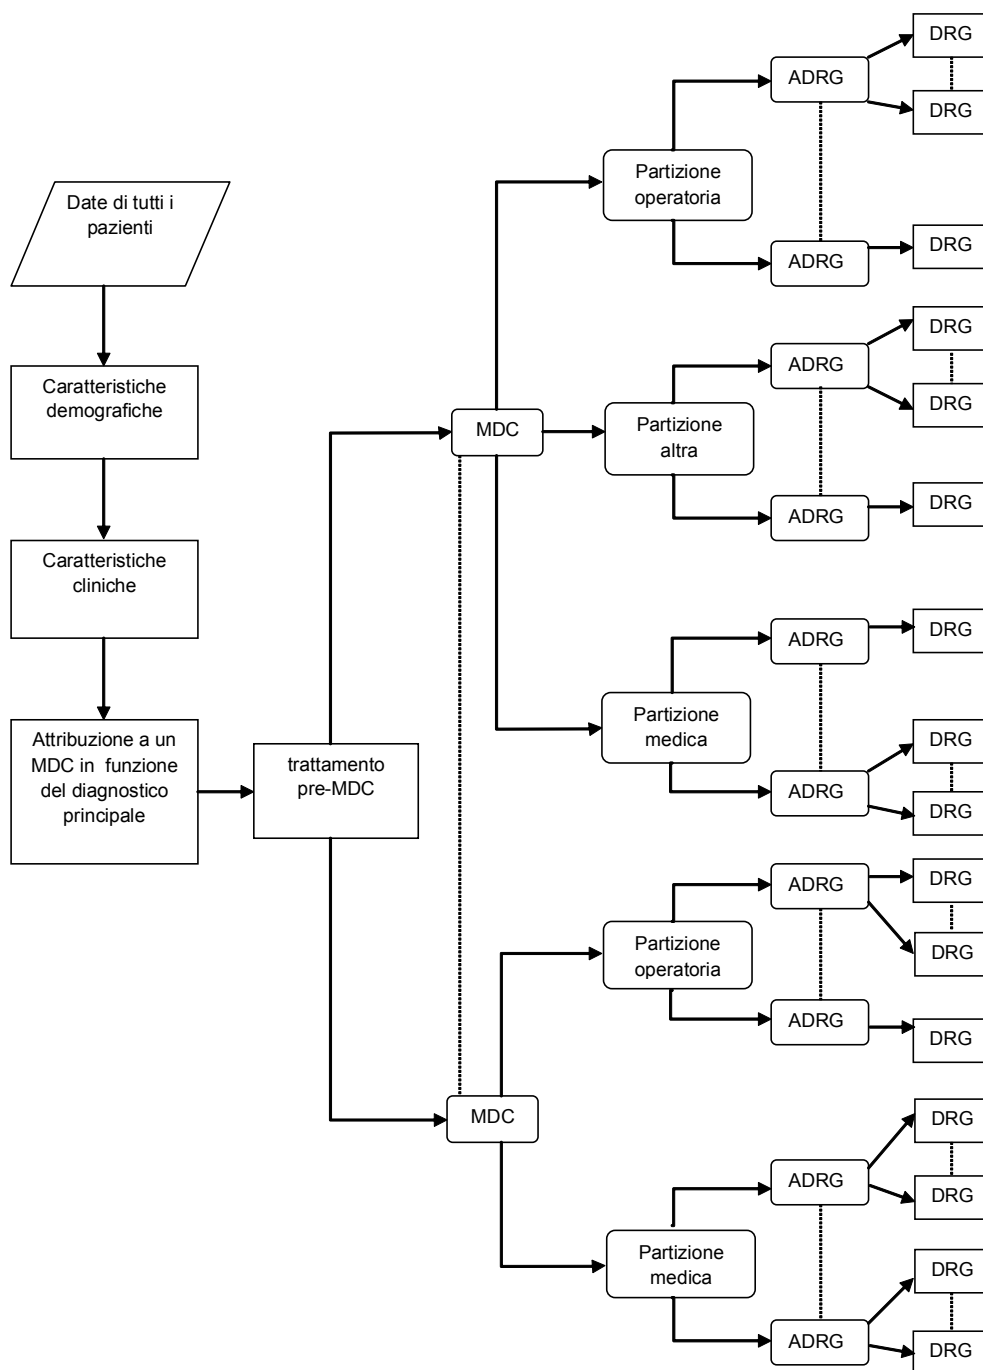 Date di tutti i
pazienti
Caratteristiche
demografiche
Caratteristiche
cliniche
Attribuzione a un
MDC in funzione
del diagnostico
principale
trattamento
pre-MDC
MDC
Partizione
operatoria
ADRG
DRG
DRG
ADRG
DRG
Partizione
altra
ADRG
DRG
DRG
ADRG
DRG
Partizione
medica
ADRG
DRG
ADRG
DRG
DRG
MDC
Partizione
operatoria
ADRG
DRG
DRG
ADRG
DRG
Partizione
medica
ADRG
DRG
DRG
ADRG
DRG
DRG